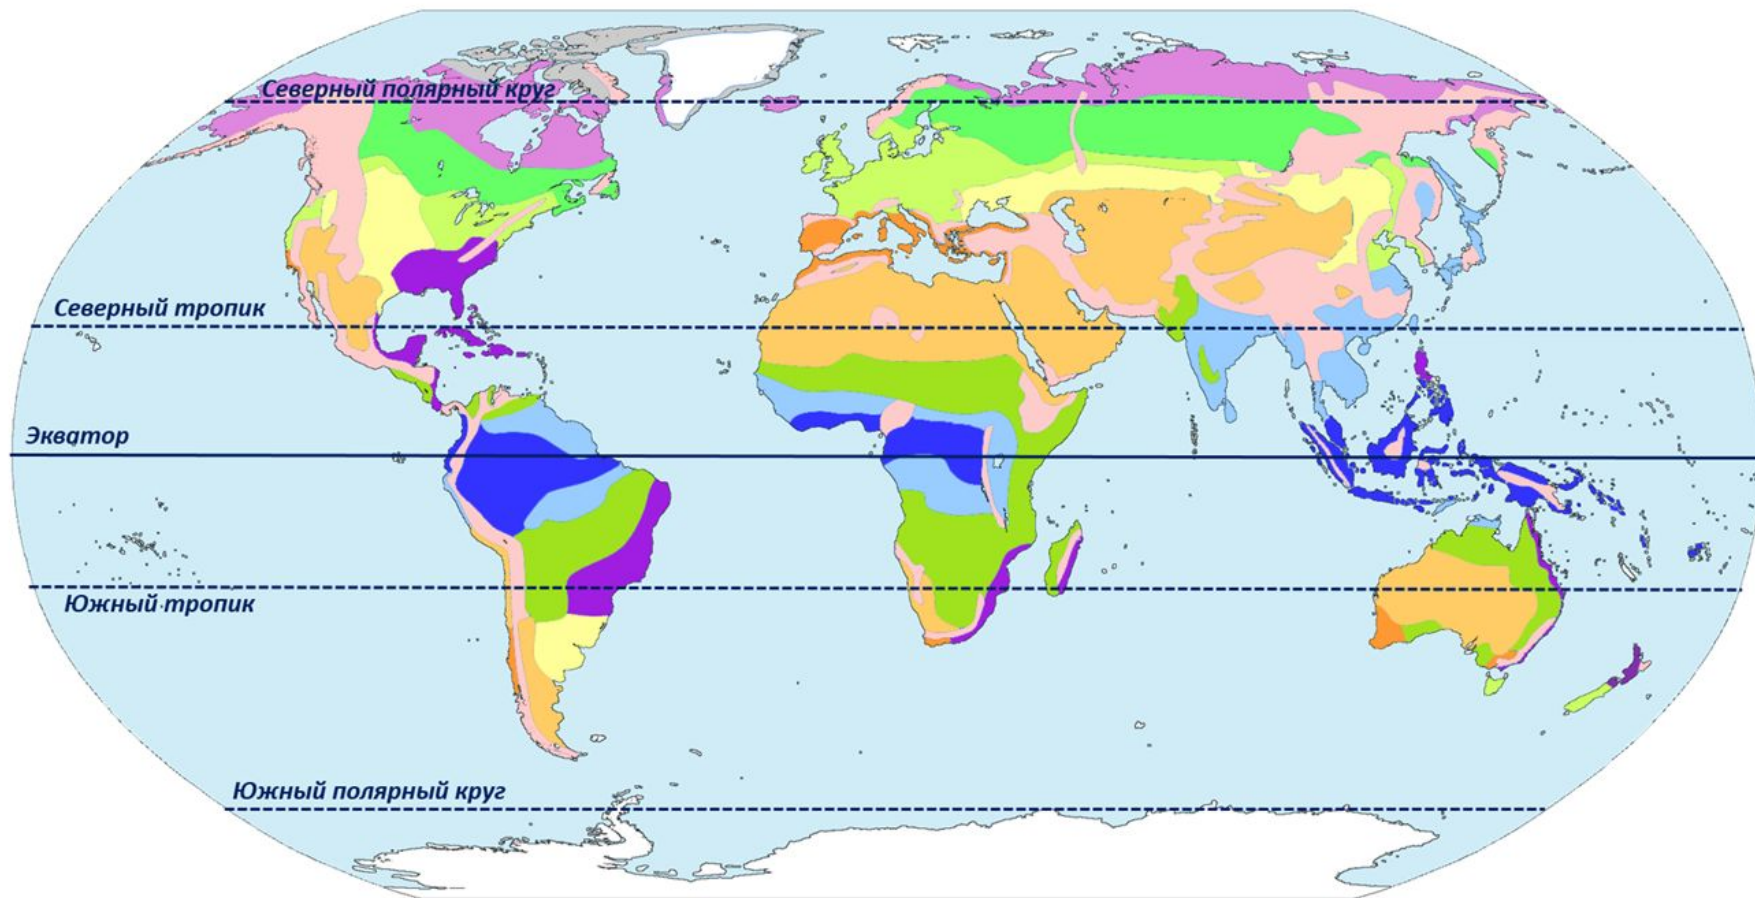 Северный полярный круг
Северный тропик
Экватор
Южный тропик
Южный полярный круг